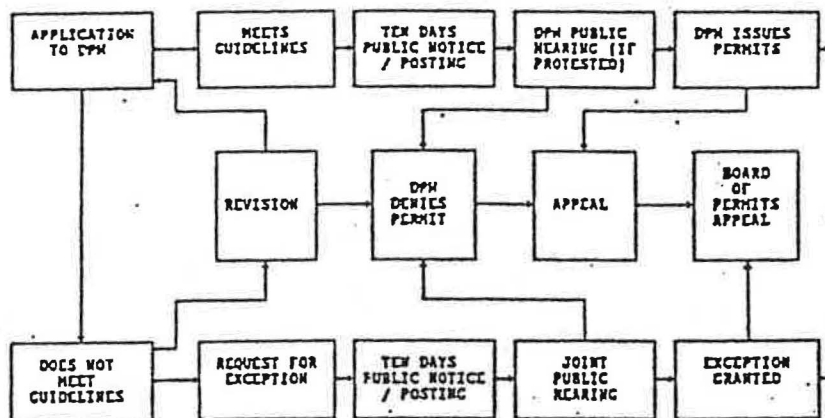 APPLICATION
TO DPW
MEETS
GUIDELINES
TEN DAYS
PUBLIC NOTICE
/ POSTING
DPW PUBLIC
HEARING (IF
PROTESTED)
DPW ISSUES
PERMITS
REVISION
DPW
DENIES
PERMIT
APPEAL
BOARD
OF
PERMITS
APPEAL
DOES NOT
MEET
GUIDELINES
REQUEST FOR
EXCEPTION
TEN DAYS
PUBLIC NOTICE
/ POSTING
JOINT
PUBLIC
HEARING
EXCEPTION
GRANTED